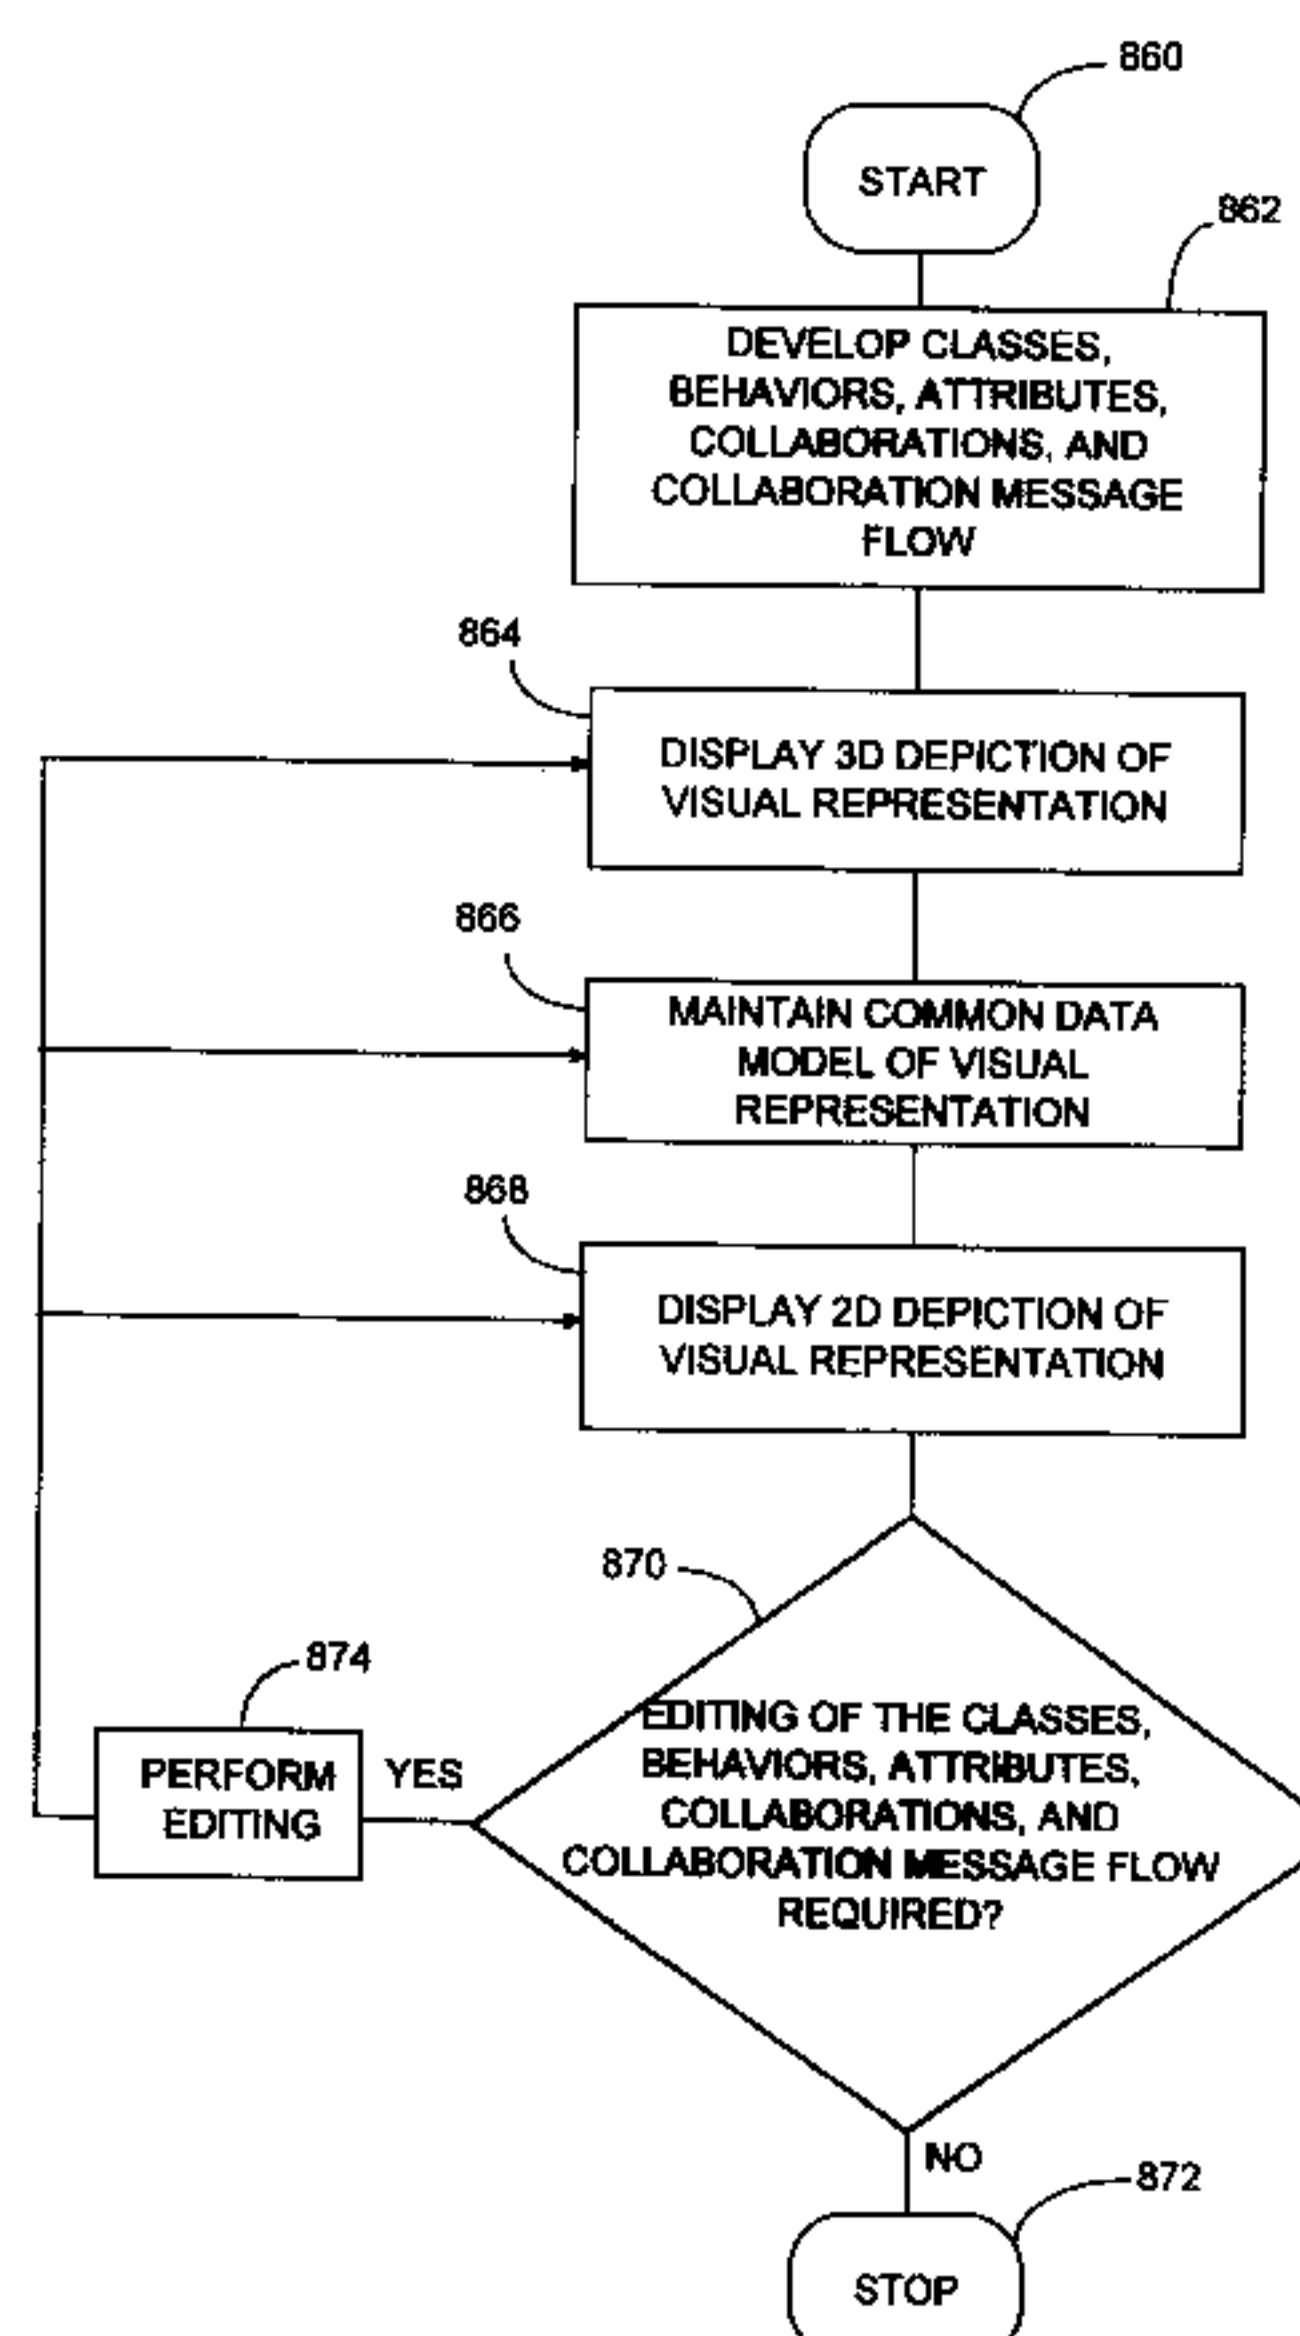 860
START
862
DEVELOP CLASSES,
BEHAVIORS, ATTRIBUTES,
COLLABORATIONS, AND
COLLABORATION MESSAGE
FLOW
864
DISPLAY 3D DEPICTION OF
VISUAL REPRESENTATION
866
MAINTAIN COMMON DATA
MODEL OF VISUAL
REPRESENTATION
868
DISPLAY 2D DEPICTION OF
VISUAL REPRESENTATION
870
EDITING OF THE CLASSES,
BEHAVIORS, ATTRIBUTES,
COLLABORATIONS, AND
COLLABORATION MESSAGE FLOW
REQUIRED?
874
PERFORM
EDITING
YES
NO
872
STOP